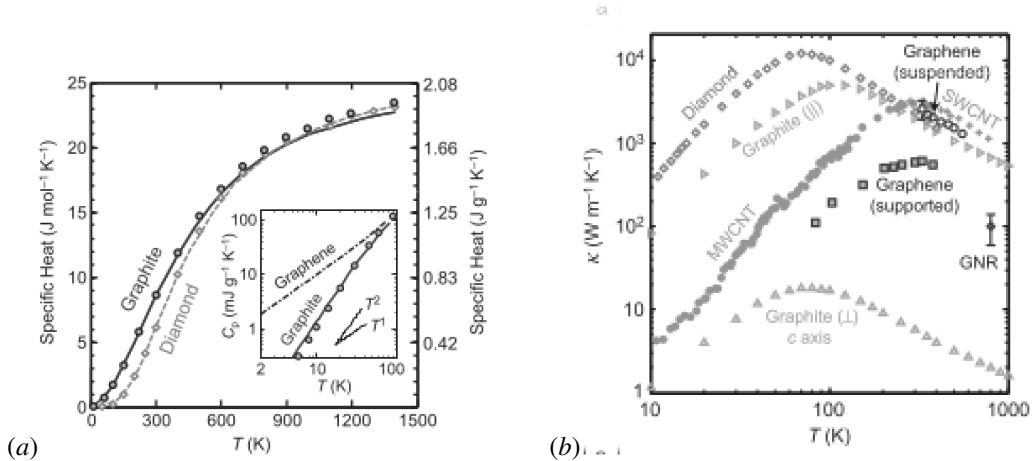 25
20
15
10
5
0
Specific Heat (J mol⁻¹ K⁻¹)
2.08
1.66
1.25
0.83
0.42
Specific Heat (J g⁻¹ K⁻¹)
0 300 600 900 1200 1500
T (K)
Graphite
Diamond
100
10
1
Cp (mJ g⁻¹ K⁻¹)
Graphene
Graphite
T²
T¹
2 10 100
T (K)
(a)
10⁴
10³
10²
10
1
κ (W m⁻¹ K⁻¹)
Diamond
Graphene
(suspended)
SWCNT
Graphite (||)
MWCNT
Graphene
(supported)
GNR
Graphite (⊥)
c axis
10 100 1000
T (K)
(b)